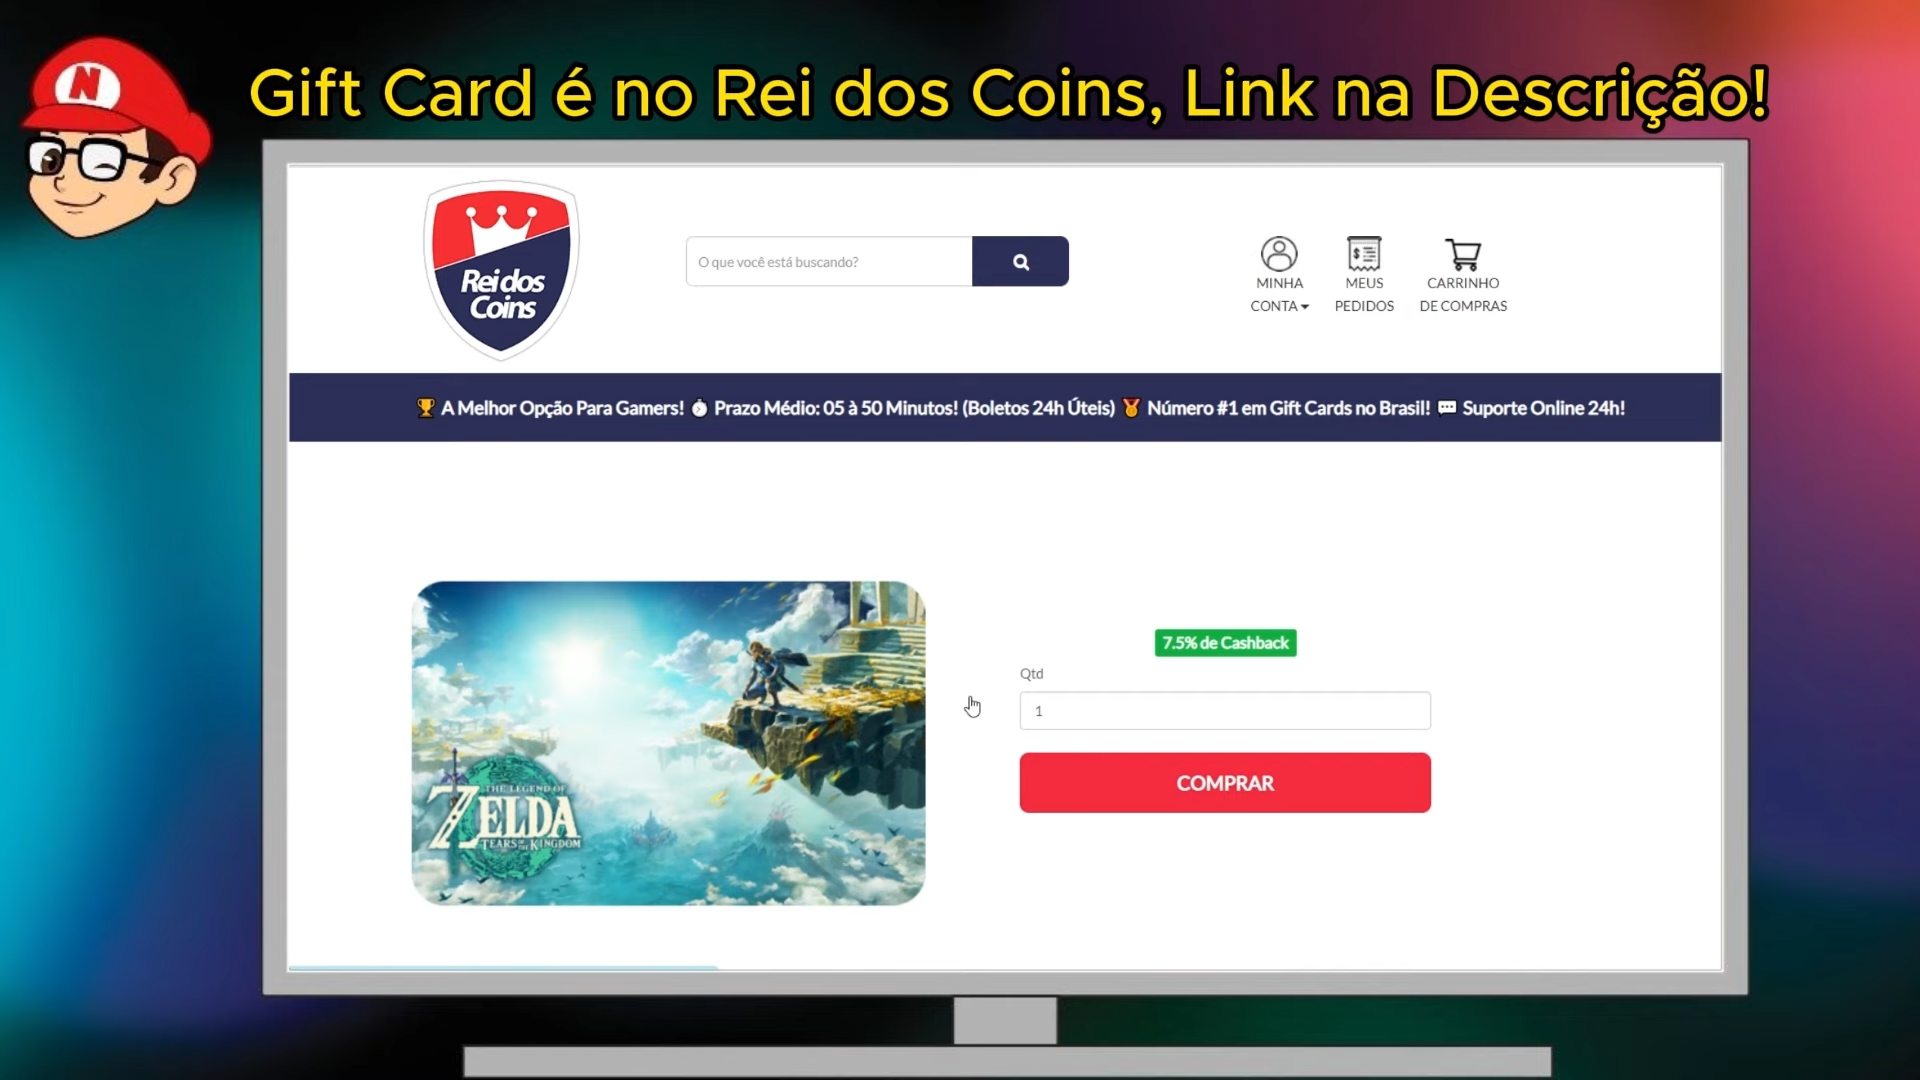 N
Gift Card é no Rei dos Coins, Link na Descrição!
Rei dos
Coins
O que você está buscando?
MINHA
CONTA
MEUS
PEDIDOS
CARRINHO
DE COMPRAS
🏆 A Melhor Opção Para Gamers! ⏱ Prazo Médio: 05 à 50 Minutos! (Boletos 24h Úteis) 🏅 Número #1 em Gift Cards no Brasil! 💬 Suporte Online 24h!
7.5% de Cashback
Qtd
1
COMPRAR
THE LEGEND OF
ZELDA
TEARS OF THE KINGDOM